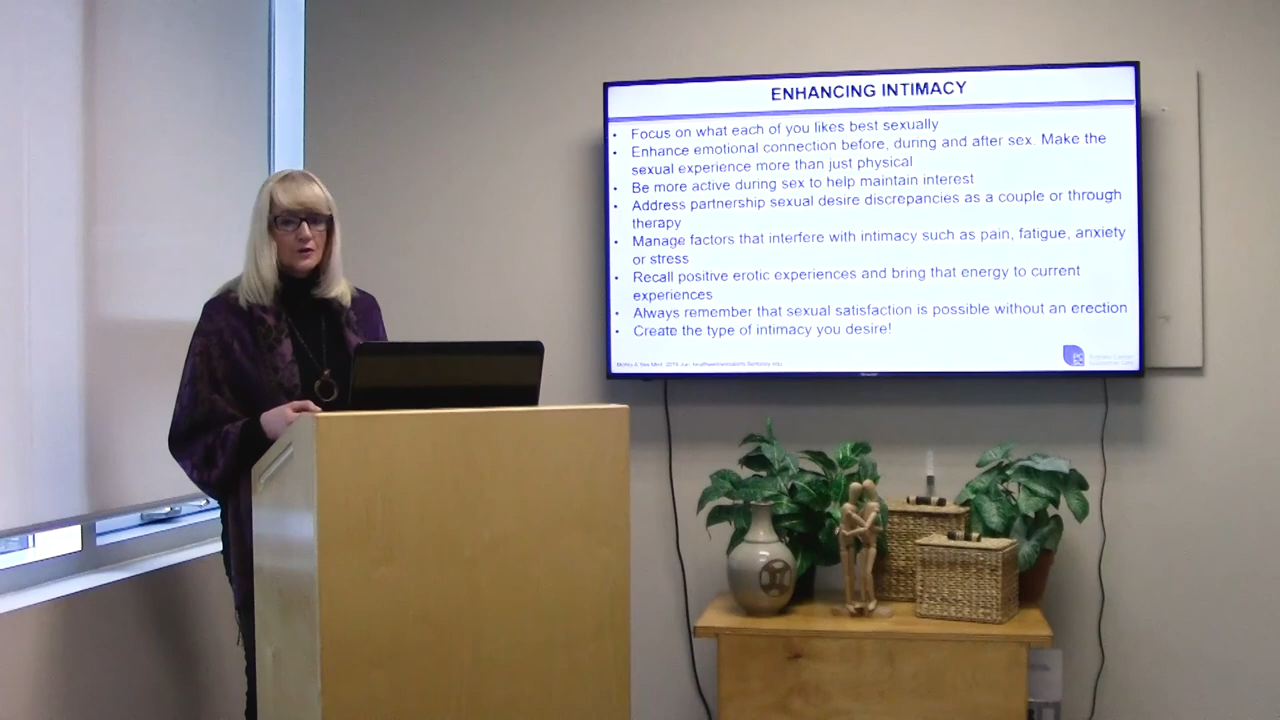 ENHANCING INTIMACY
• Focus on what each of you likes best sexually
• Enhance emotional connection before, during and after sex. Make the
sexual experience more than just physical
• Be more active during sex to help maintain interest
• Address partnership sexual desire discrepancies as a couple or through
therapy
• Manage factors that interfere with intimacy such as pain, fatigue, anxiety
or stress
• Recall positive erotic experiences and bring that energy to current
experiences
• Always remember that sexual satisfaction is possible without an erection
• Create the type of intimacy you desire!